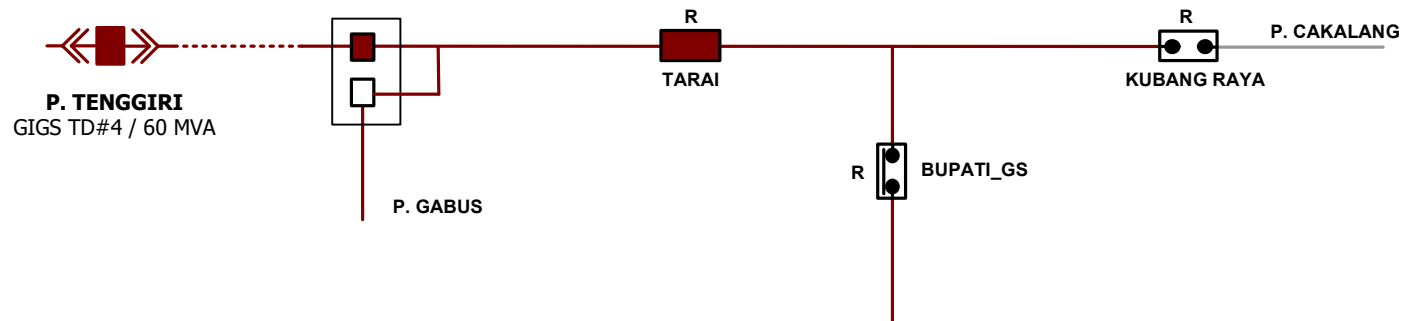 R
R
P. CAKALANG
TARAI
KUBANG RAYA
P. TENGGIRI
GIGS TD#4 / 60 MVA
R
BUPATI_GS
P. GABUS